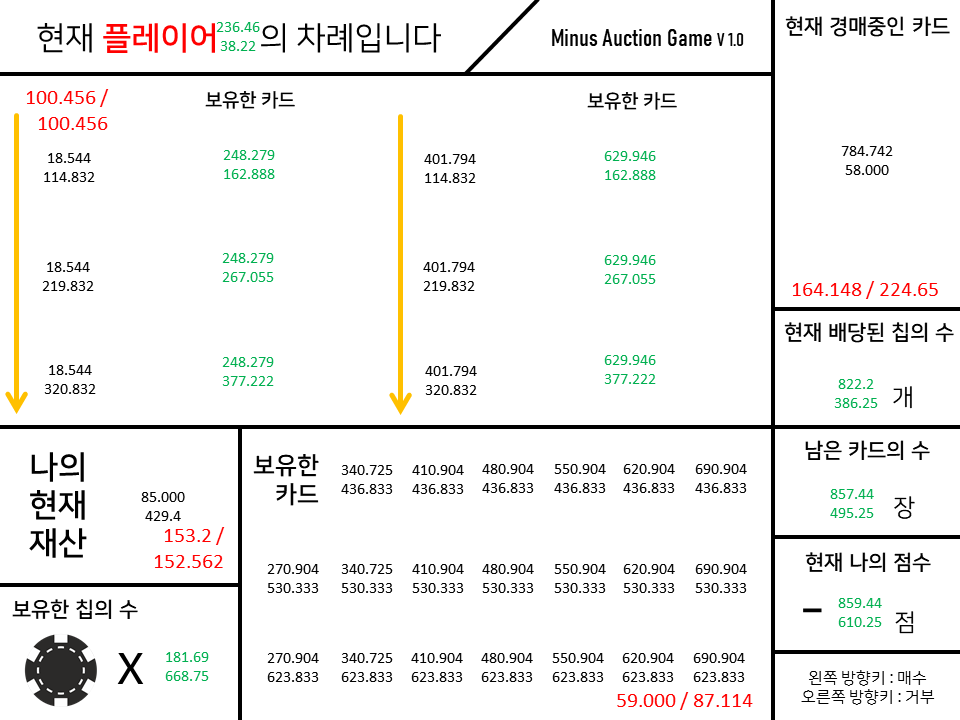 현재 플레이어의 차례입니다
236.46
38.22
Minus Auction Game V 1.0
현재 경매중인 카드
784.742
58.000
164.148 / 224.65
100.456 /
100.456
보유한 카드
보유한 카드
18.544
114.832
248.279
162.888
401.794
114.832
629.946
162.888
18.544
219.832
248.279
267.055
401.794
219.832
629.946
267.055
18.544
320.832
248.279
377.222
401.794
320.832
629.946
377.222
현재 배당된 칩의 수
822.2
386.25
개
남은 카드의 수
857.44
495.25
장
현재 나의 점수
-
859.44
610.25
점
왼쪽 방향키 : 매수
오른쪽 방향키 : 거부
나의
현재
재산
85.000
429.4
153.2 /
152.562
보유한 칩의 수
X
181.69
668.75
보유한
카드
340.725 410.904 480.904 550.904 620.904 690.904
436.833 436.833 436.833 436.833 436.833 436.833
270.904 340.725 410.904 480.904 550.904 620.904 690.904
530.333 530.333 530.333 530.333 530.333 530.333 530.333
270.904 340.725 410.904 480.904 550.904 620.904 690.904
623.833 623.833 623.833 623.833 623.833 623.833 623.833
59.000 / 87.114